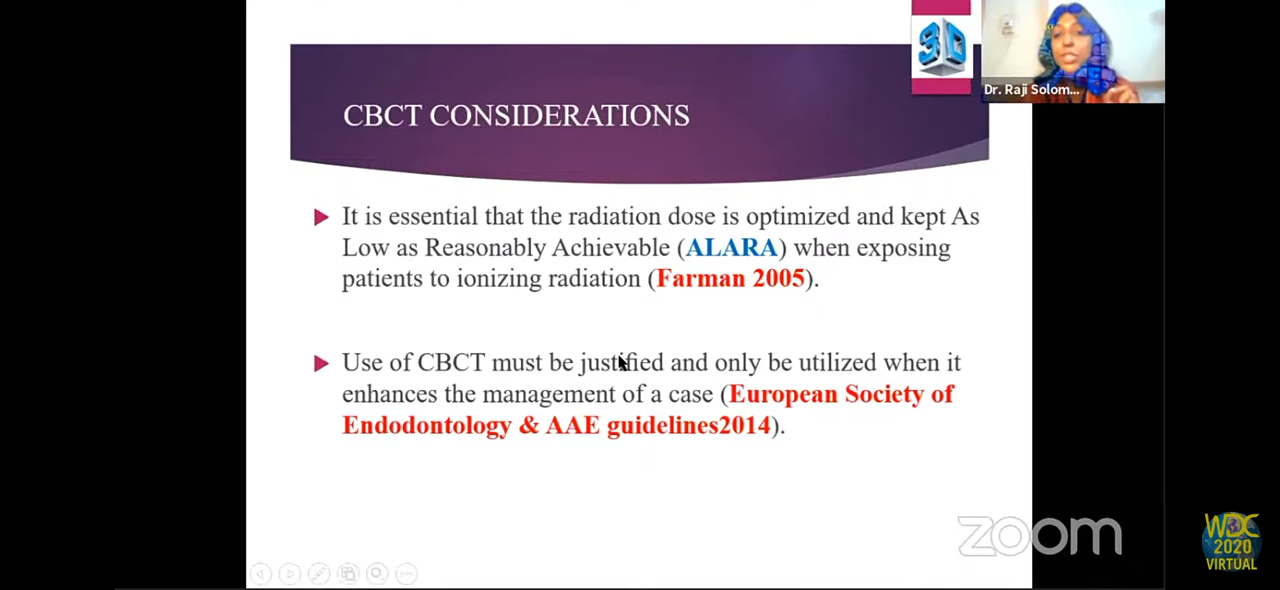 3D
Dr. Raji Solom...
CBCT CONSIDERATIONS
It is essential that the radiation dose is optimized and kept As
Low as Reasonably Achievable (ALARA) when exposing
patients to ionizing radiation (Farman 2005).
Use of CBCT must be justified and only be utilized when it
enhances the management of a case (European Society of
Endodontology & AAE guidelines2014).
zoom
WDC
2020
VIRTUAL